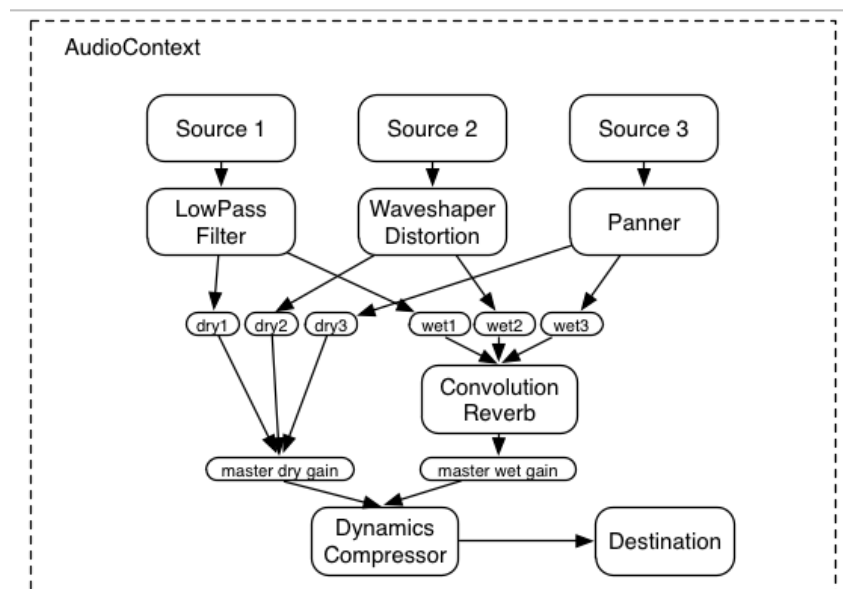 AudioContext
Source 1
Source 2
Source 3
LowPass
Filter
Waveshaper
Distortion
Panner
dry1
dry2
dry3
wet1
wet2
wet3
Convolution
Reverb
master dry gain
master wet gain
Dynamics
Compressor
Destination